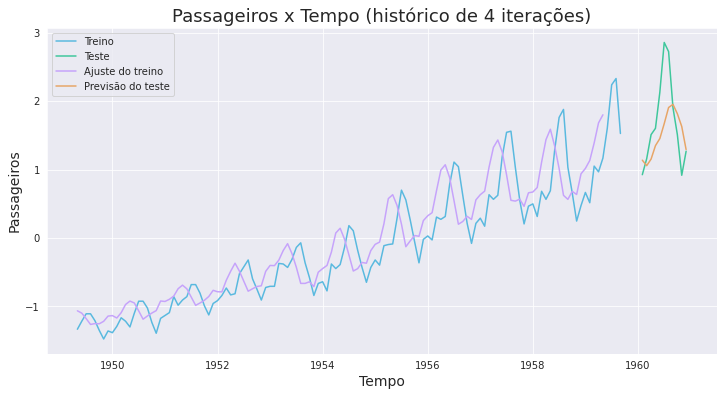 Passageiros x Tempo (histórico de 4 iterações)
Treino
Teste
Ajuste do treino
Previsão do teste
Passageiros
3
2
1
0
−1
1950 1952 1954 1956 1958 1960
Tempo